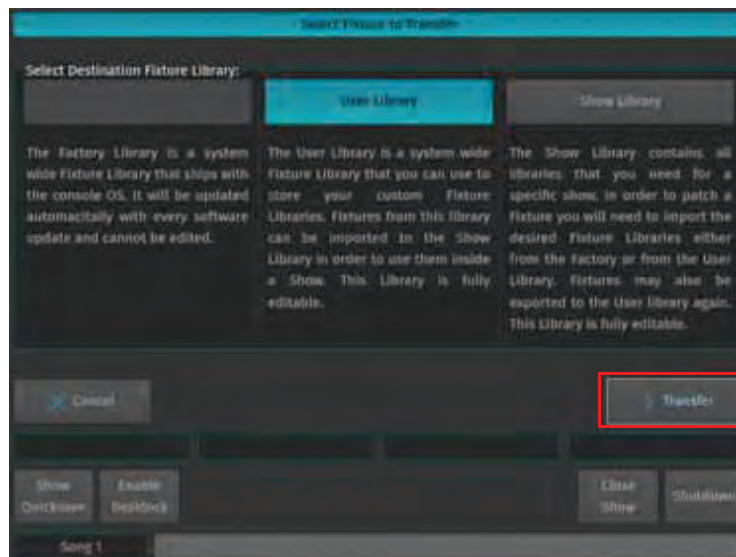 Select Fixture to Transfer
Select Destination Fixture Library:
User Library
Show Library
The Factory Library is a system
wide Fixture Library that ships with
the console OS. It will be updated
automacitally with every software
update and cannot be edited.
The User Library is a system wide
Fixture Library that you can use to
store your custom Fixture
Libraries. Fixtures from this library
can be imported to the Show
Library in order to use them inside
a Show. This Library is fully
editable.
The Show Library contains all
libraries that you need for a
specific show. In order to patch a
Fixture you will need to import the
desired Fixture Libraries either
from the Factory or from the User
Library. Fixtures may also be
exported to the User library again.
This Library is fully editable.
Cancel
Transfer
Show
Quicksave
Enable
Desklock
Close
Show
Shutdown
Song 1